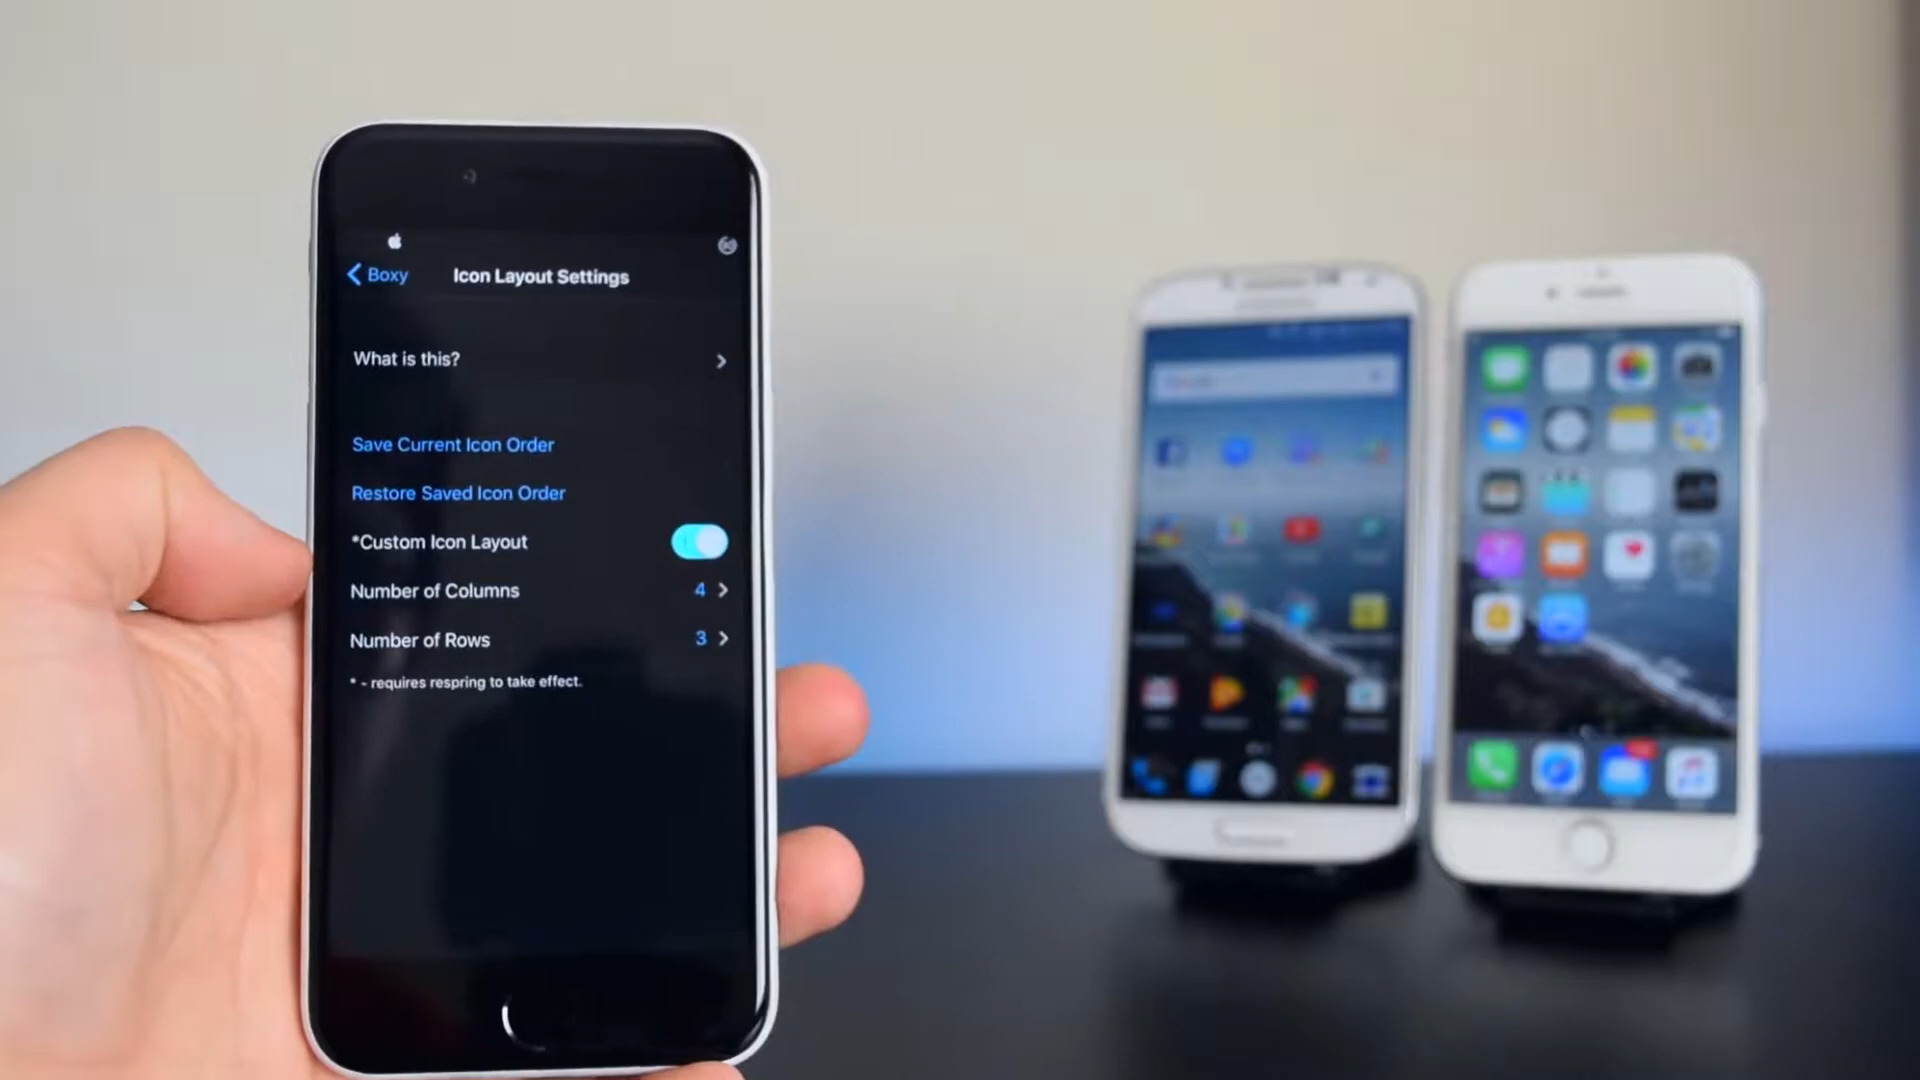 Boxy
Icon Layout Settings
What is this?
Save Current Icon Order
Restore Saved Icon Order
*Custom Icon Layout
Number of Columns 4
Number of Rows 3
* - requires respring to take effect.